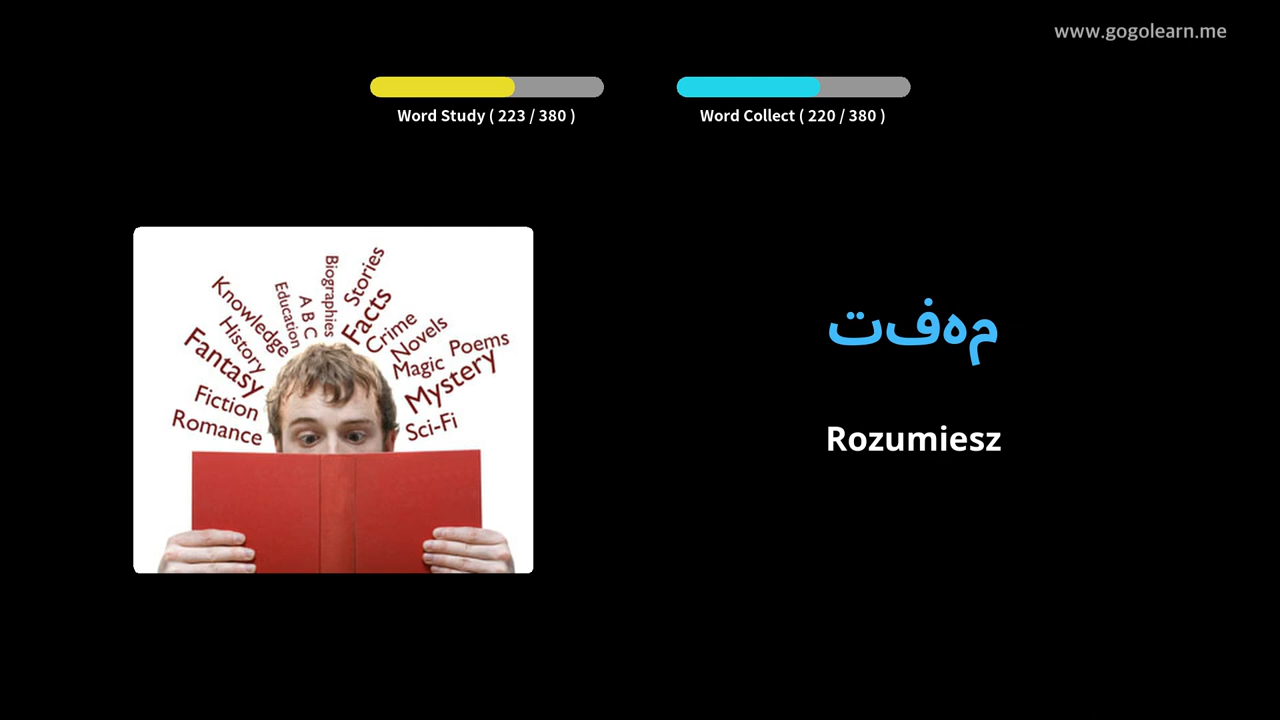 www.gogolearn.me
Word Study ( 223 / 380 )
Word Collect ( 220 / 380 )
Knowledge
History
Fantasy
Fiction
Romance
Education
A B C
Biographies
Stories
Facts
Crime
Novels
Magic
Poems
Mystery
Sci-Fi
مهفت
Rozumiesz